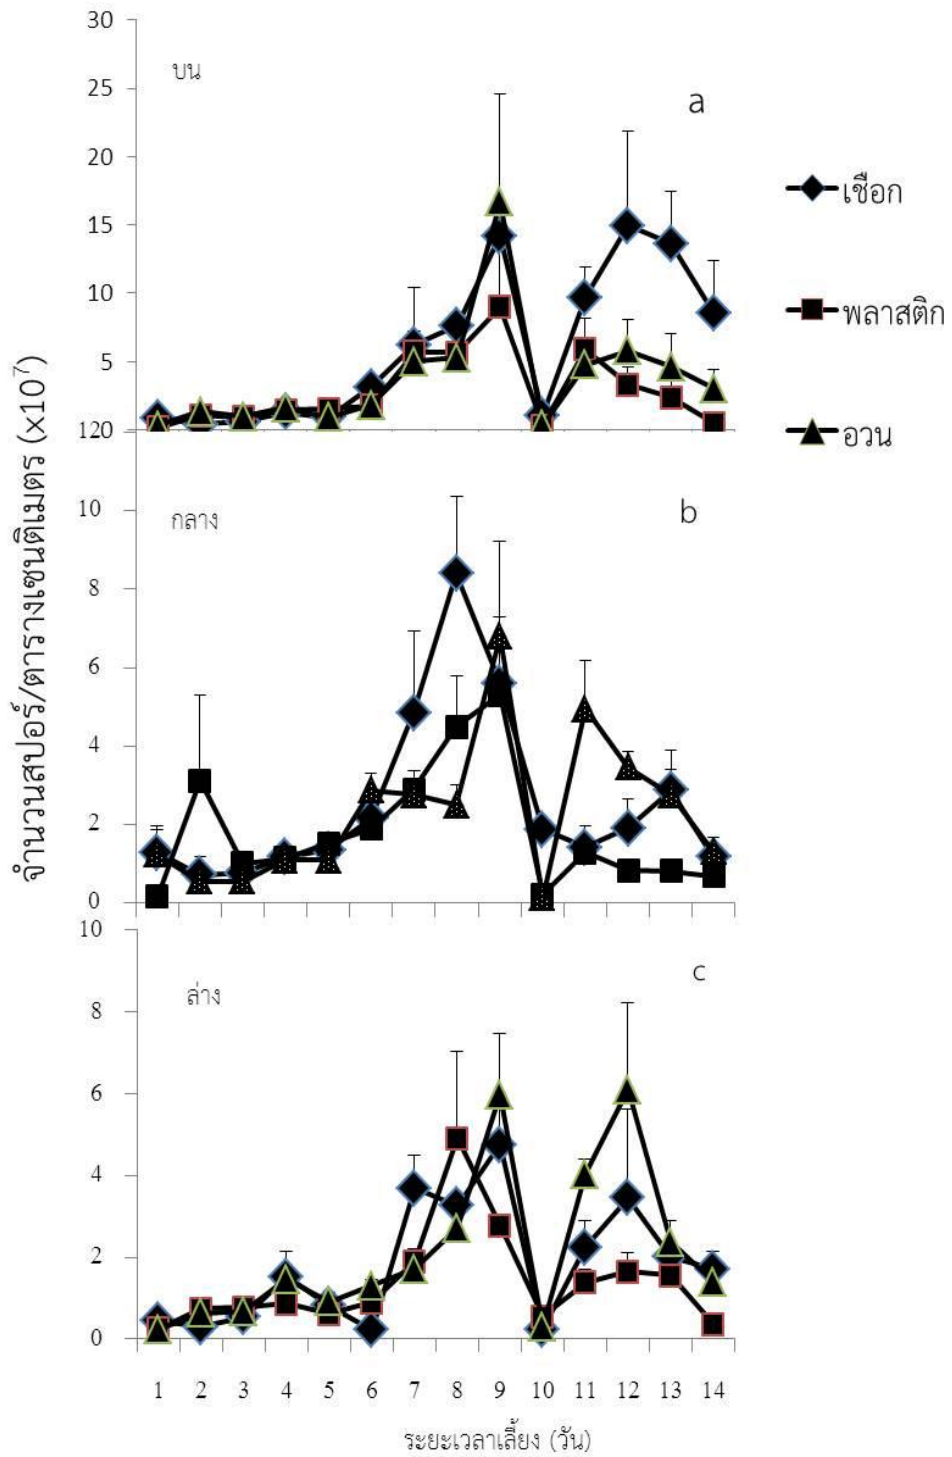 จำนวนสปอร์/ตารางเซนติเมตร (x10⁷)
30
25
20
15
10
5
บน
a
เชือก
พลาสติก
อวน
120
10
8
6
4
2
0
กลาง
b
10
8
6
4
2
0
ล่าง
c
1 2 3 4 5 6 7 8 9 10 11 12 13 14
ระยะเวลาเลี้ยง (วัน)